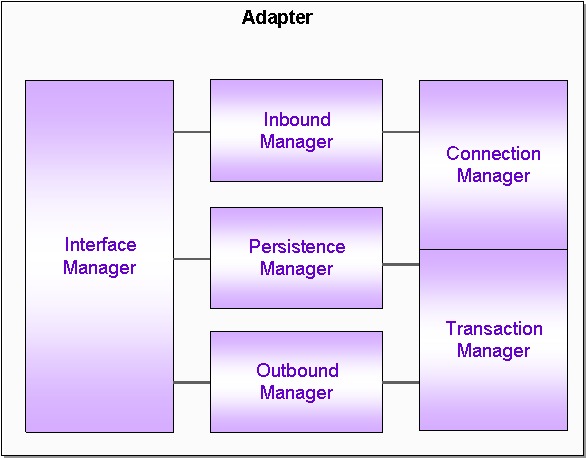 Adapter
Interface
Manager
Inbound
Manager
Persistence
Manager
Outbound
Manager
Connection
Manager
Transaction
Manager